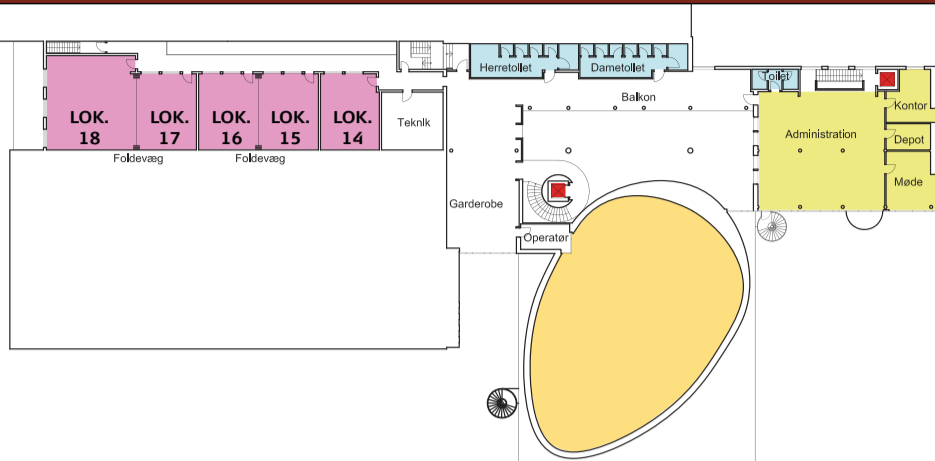 Herretoilet
Dametoilet
Toilet
Balkon
Kontor
LOK.
18
LOK.
17
LOK.
16
LOK.
15
LOK.
14
Teknik
Administration
Depot
Foldevæg
Foldevæg
Møde
Garderobe
Operatør